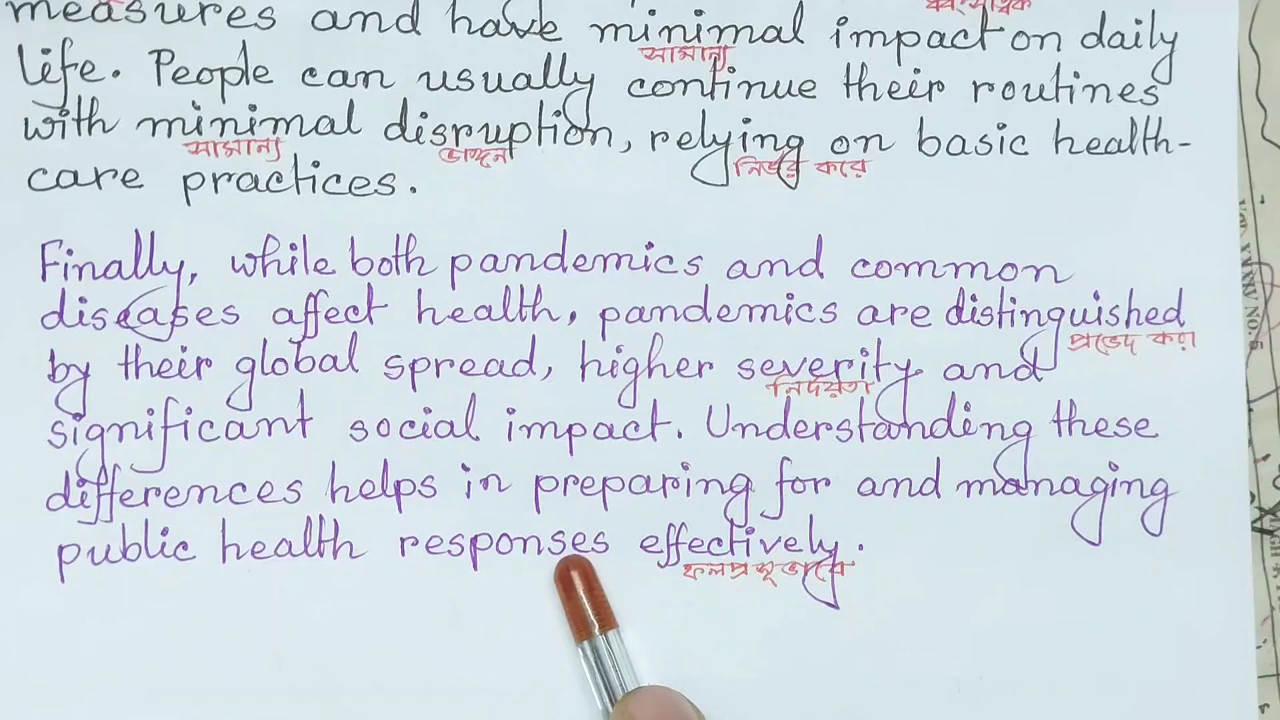 measures and have minimal impact on daily
সামান্য
life. People can usually continue their routines
with minimal disruption, relying on basic health-
সামান্য ভাঙ্গন নির্ভর করে
care practices.
Finally, while both pandemics and common
diseases affect health, pandemics are distinguished
প্রভেদ করা
by their global spread, higher severity and
নির্দয়তা
significant social impact. Understanding these
differences helps in preparing for and managing
public health responses effectively.
ফলপ্রসূভাবে